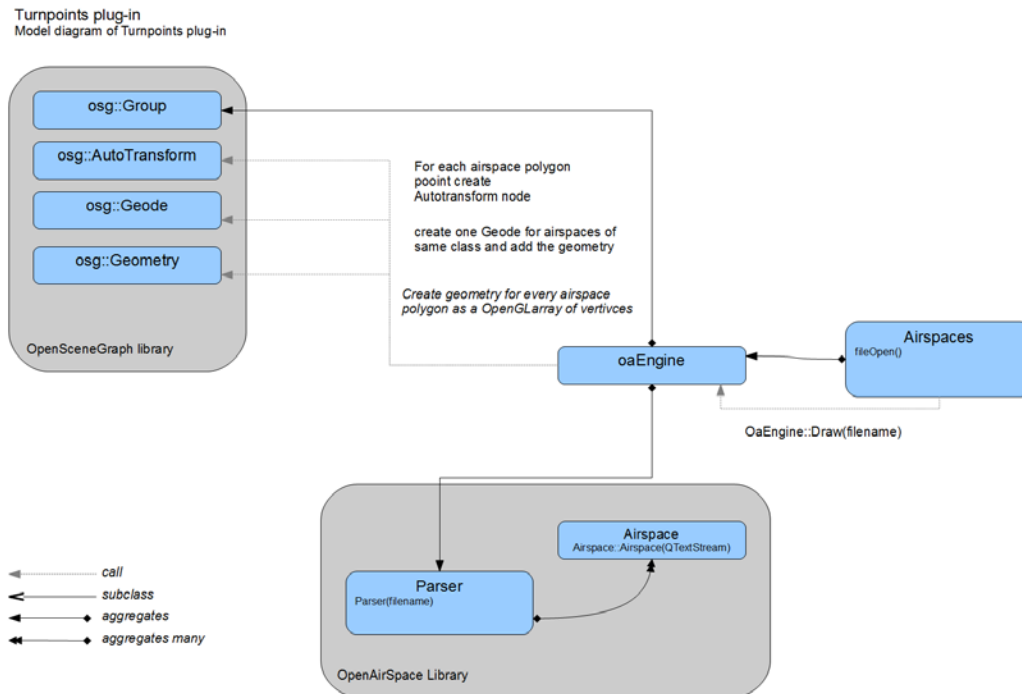 Turnpoints plug-in
Model diagram of Turnpoints plug-in
osg::Group
osg::AutoTransform
osg::Geode
osg::Geometry
OpenSceneGraph library
For each airspace polygon
pooint create
Autotransform node
create one Geode for airspaces of
same class and add the geometry
Create geometry for every airspace
polygon as a OpenGLarray of vertivces
oaEngine
Airspaces
fileOpen()
OaEngine::Draw(filename)
Airspace
Airspace::Airspace(QTextStream)
Parser
Parser(filename)
OpenAirSpace Library
call
subclass
aggregates
aggregates many